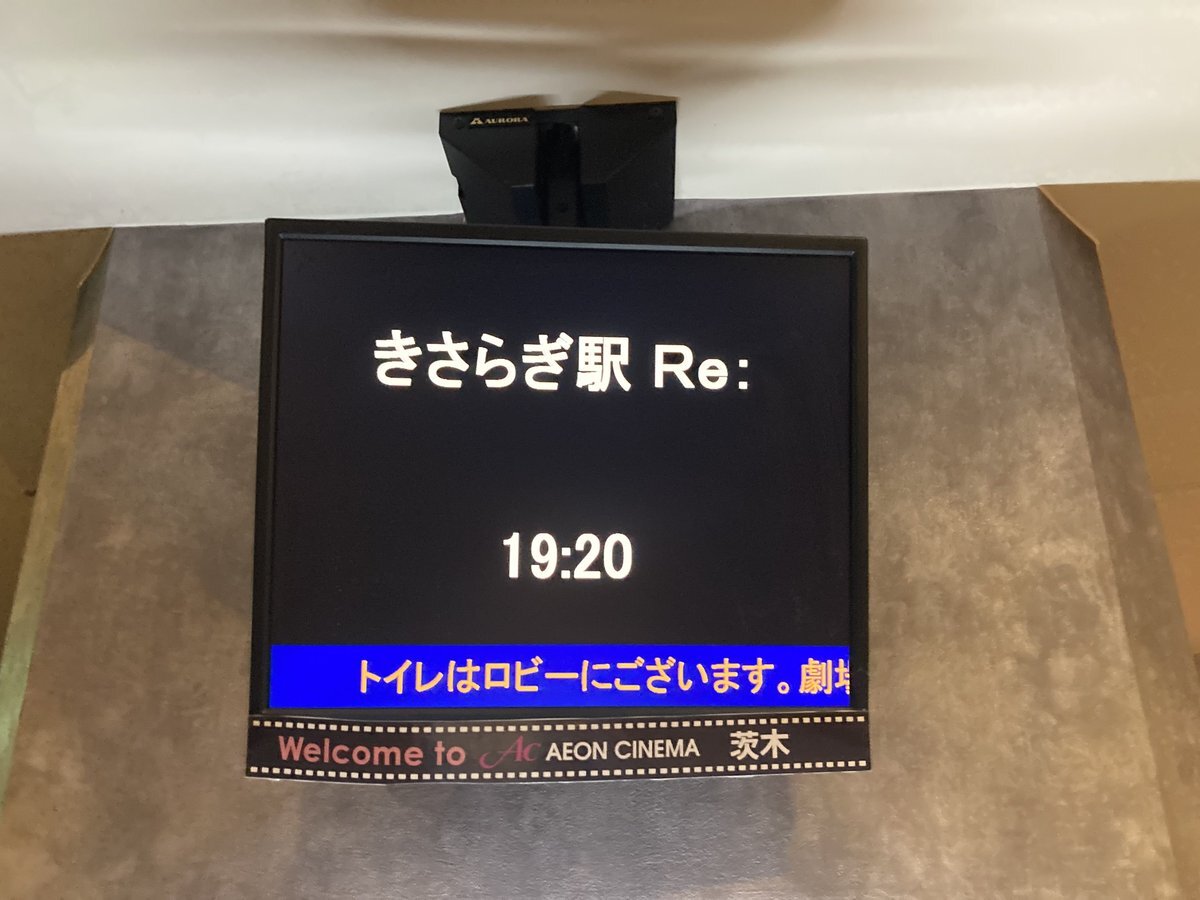 AURORA
きさらぎ駅 Re:
19:20
トイレはロビーにございます。劇
Welcome to Ac AEON CINEMA 茨木